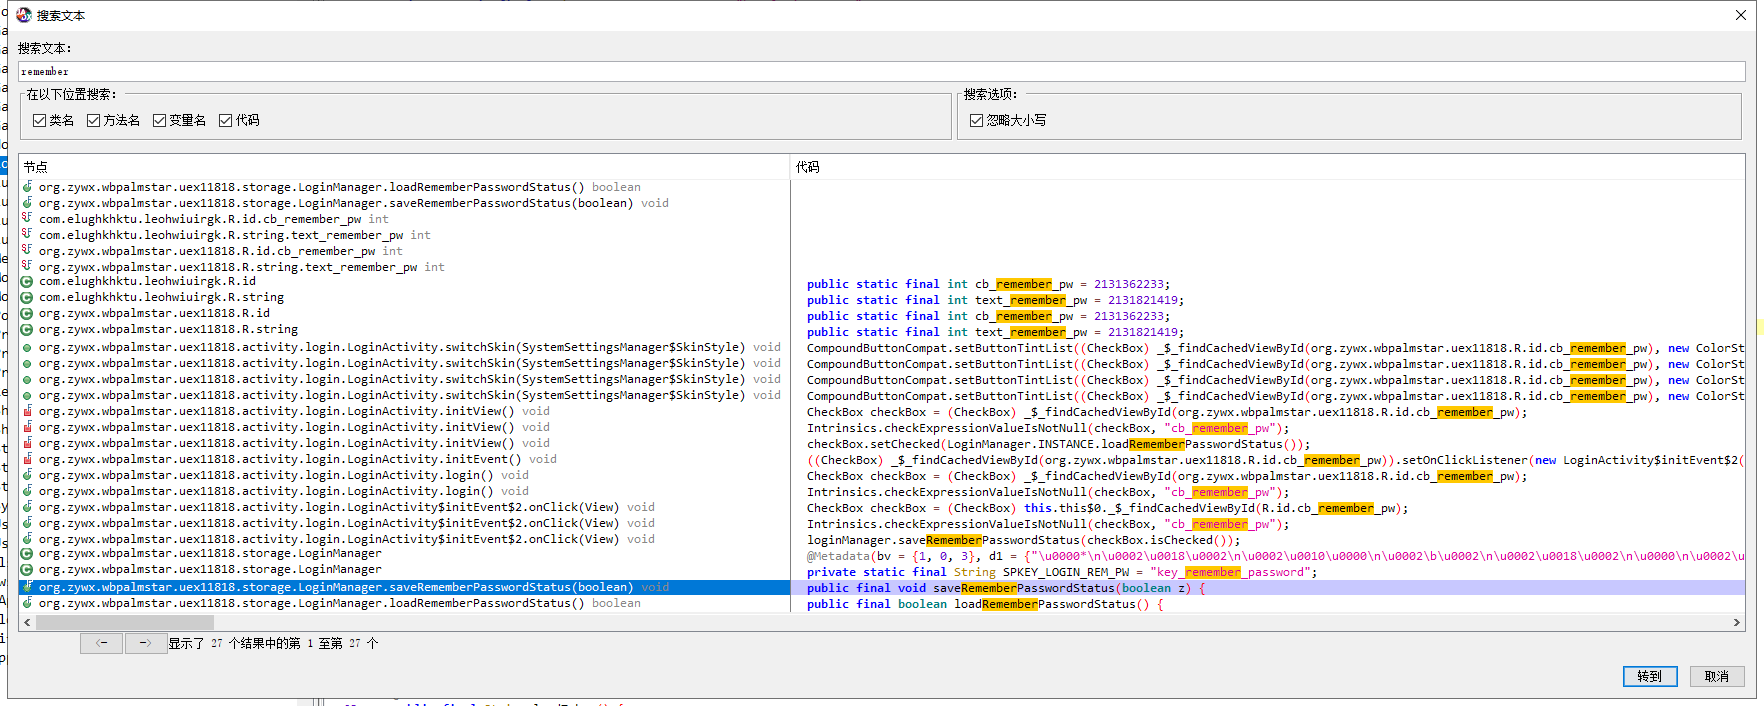 搜索文本
搜索文本：
remember
在以下位置搜索：
类名 方法名 变量名 代码
搜索选项：
忽略大小写
节点 代码
org.zywx.wbpalmstar.uex11818.storage.LoginManager.loadRememberPasswordStatus() boolean
org.zywx.wbpalmstar.uex11818.storage.LoginManager.saveRememberPasswordStatus(boolean) void
com.elughkhktu.leohwiuirgk.R.id.cb_remember_pw int
com.elughkhktu.leohwiuirgk.R.string.text_remember_pw int
org.zywx.wbpalmstar.uex11818.R.id.cb_remember_pw int
org.zywx.wbpalmstar.uex11818.R.string.text_remember_pw int
com.elughkhktu.leohwiuirgk.R.id public static final int cb_remember_pw = 2131362233;
com.elughkhktu.leohwiuirgk.R.string public static final int text_remember_pw = 2131821419;
org.zywx.wbpalmstar.uex11818.R.id public static final int cb_remember_pw = 2131362233;
org.zywx.wbpalmstar.uex11818.R.string public static final int text_remember_pw = 2131821419;
org.zywx.wbpalmstar.uex11818.activity.login.LoginActivity.switchSkin(SystemSettingsManager$SkinStyle) void CompoundButtonCompat.setButtonTintList((CheckBox) _$_findCachedViewById(org.zywx.wbpalmstar.uex11818.R.id.cb_remember_pw), new ColorSt
org.zywx.wbpalmstar.uex11818.activity.login.LoginActivity.switchSkin(SystemSettingsManager$SkinStyle) void CompoundButtonCompat.setButtonTintList((CheckBox) _$_findCachedViewById(org.zywx.wbpalmstar.uex11818.R.id.cb_remember_pw), new ColorSt
org.zywx.wbpalmstar.uex11818.activity.login.LoginActivity.switchSkin(SystemSettingsManager$SkinStyle) void CompoundButtonCompat.setButtonTintList((CheckBox) _$_findCachedViewById(org.zywx.wbpalmstar.uex11818.R.id.cb_remember_pw), new ColorSt
org.zywx.wbpalmstar.uex11818.activity.login.LoginActivity.switchSkin(SystemSettingsManager$SkinStyle) void CompoundButtonCompat.setButtonTintList((CheckBox) _$_findCachedViewById(org.zywx.wbpalmstar.uex11818.R.id.cb_remember_pw), new ColorSt
org.zywx.wbpalmstar.uex11818.activity.login.LoginActivity.initView() void CheckBox checkBox = (CheckBox) _$_findCachedViewById(org.zywx.wbpalmstar.uex11818.R.id.cb_remember_pw);
org.zywx.wbpalmstar.uex11818.activity.login.LoginActivity.initView() void Intrinsics.checkExpressionValueIsNotNull(checkBox, "cb_remember_pw");
org.zywx.wbpalmstar.uex11818.activity.login.LoginActivity.initView() void checkBox.setChecked(LoginManager.INSTANCE.loadRememberPasswordStatus());
org.zywx.wbpalmstar.uex11818.activity.login.LoginActivity.initEvent() void ((CheckBox) _$_findCachedViewById(org.zywx.wbpalmstar.uex11818.R.id.cb_remember_pw)).setOnClickListener(new LoginActivity$initEvent$2(
org.zywx.wbpalmstar.uex11818.activity.login.LoginActivity.login() void CheckBox checkBox = (CheckBox) _$_findCachedViewById(org.zywx.wbpalmstar.uex11818.R.id.cb_remember_pw);
org.zywx.wbpalmstar.uex11818.activity.login.LoginActivity.login() void Intrinsics.checkExpressionValueIsNotNull(checkBox, "cb_remember_pw");
org.zywx.wbpalmstar.uex11818.activity.login.LoginActivity$initEvent$2.onClick(View) void CheckBox checkBox = (CheckBox) this.this$0._$_findCachedViewById(R.id.cb_remember_pw);
org.zywx.wbpalmstar.uex11818.activity.login.LoginActivity$initEvent$2.onClick(View) void Intrinsics.checkExpressionValueIsNotNull(checkBox, "cb_remember_pw");
org.zywx.wbpalmstar.uex11818.activity.login.LoginActivity$initEvent$2.onClick(View) void loginManager.saveRememberPasswordStatus(checkBox.isChecked());
org.zywx.wbpalmstar.uex11818.storage.LoginManager @Metadata(bv = {1, 0, 3}, d1 = {"\u0000*\n\u0002\u0018\u0002\n\u0002\u0010\u0000\n\u0002\b\u0002\n\u0002\u0018\u0002\n\u0000\n\u0002\u
org.zywx.wbpalmstar.uex11818.storage.LoginManager private static final String SPKEY_LOGIN_REM_PW = "key_remember_password";
org.zywx.wbpalmstar.uex11818.storage.LoginManager.saveRememberPasswordStatus(boolean) void public final void saveRememberPasswordStatus(boolean z) {
org.zywx.wbpalmstar.uex11818.storage.LoginManager.loadRememberPasswordStatus() boolean public final boolean loadRememberPasswordStatus() {
<- -> 显示了 27 个结果中的第 1 至第 27 个
转到 取消